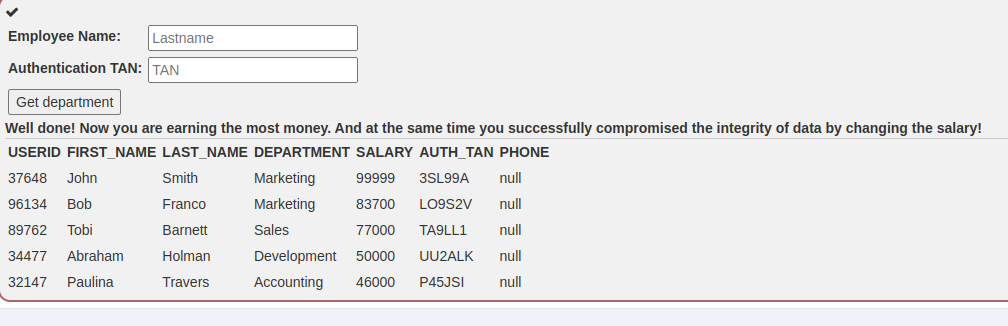 Employee Name: Lastname
Authentication TAN: TAN
Get department
Well done! Now you are earning the most money. And at the same time you successfully compromised the integrity of data by changing the salary!
USERID FIRST_NAME LAST_NAME DEPARTMENT SALARY AUTH_TAN PHONE
37648 John Smith Marketing 99999 3SL99A null
96134 Bob Franco Marketing 83700 LO9S2V null
89762 Tobi Barnett Sales 77000 TA9LL1 null
34477 Abraham Holman Development 50000 UU2ALK null
32147 Paulina Travers Accounting 46000 P45JSI null